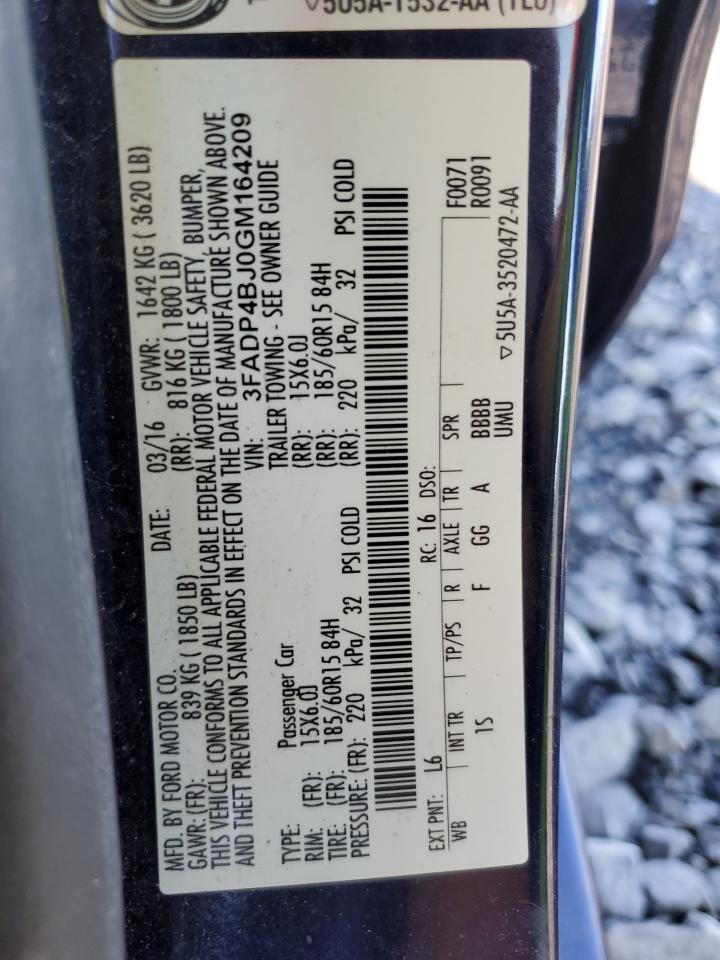 5U5A-1532-AA (TEO)
MFD. BY FORD MOTOR CO. DATE: 03/16 GVWR: 1642 KG ( 3620 LB)
GAWR: (FR): 839 KG ( 1850 LB) (RR): 816 KG ( 1800 LB)
THIS VEHICLE CONFORMS TO ALL APPLICABLE FEDERAL MOTOR VEHICLE SAFETY, BUMPER,
AND THEFT PREVENTION STANDARDS IN EFFECT ON THE DATE OF MANUFACTURE SHOWN ABOVE.
VIN: 3FADP4BJ0GM164209
TYPE: Passenger Car TRAILER TOWING - SEE OWNER GUIDE
RIM: (FR): 15X6.0J (RR): 15X6.0J
TIRE: (FR): 185/60R15 84H (RR): 185/60R15 84H
PRESSURE: (FR): 220 kPa/ 32 PSI COLD (RR): 220 kPa/ 32 PSI COLD
EXT PNT: L6 RC: 16 DSO: F0071
WB INT TR TP/PS R AXLE TR SPR R0091
1S F GG A BBBB
UMU ▽5U5A-3520472-AA